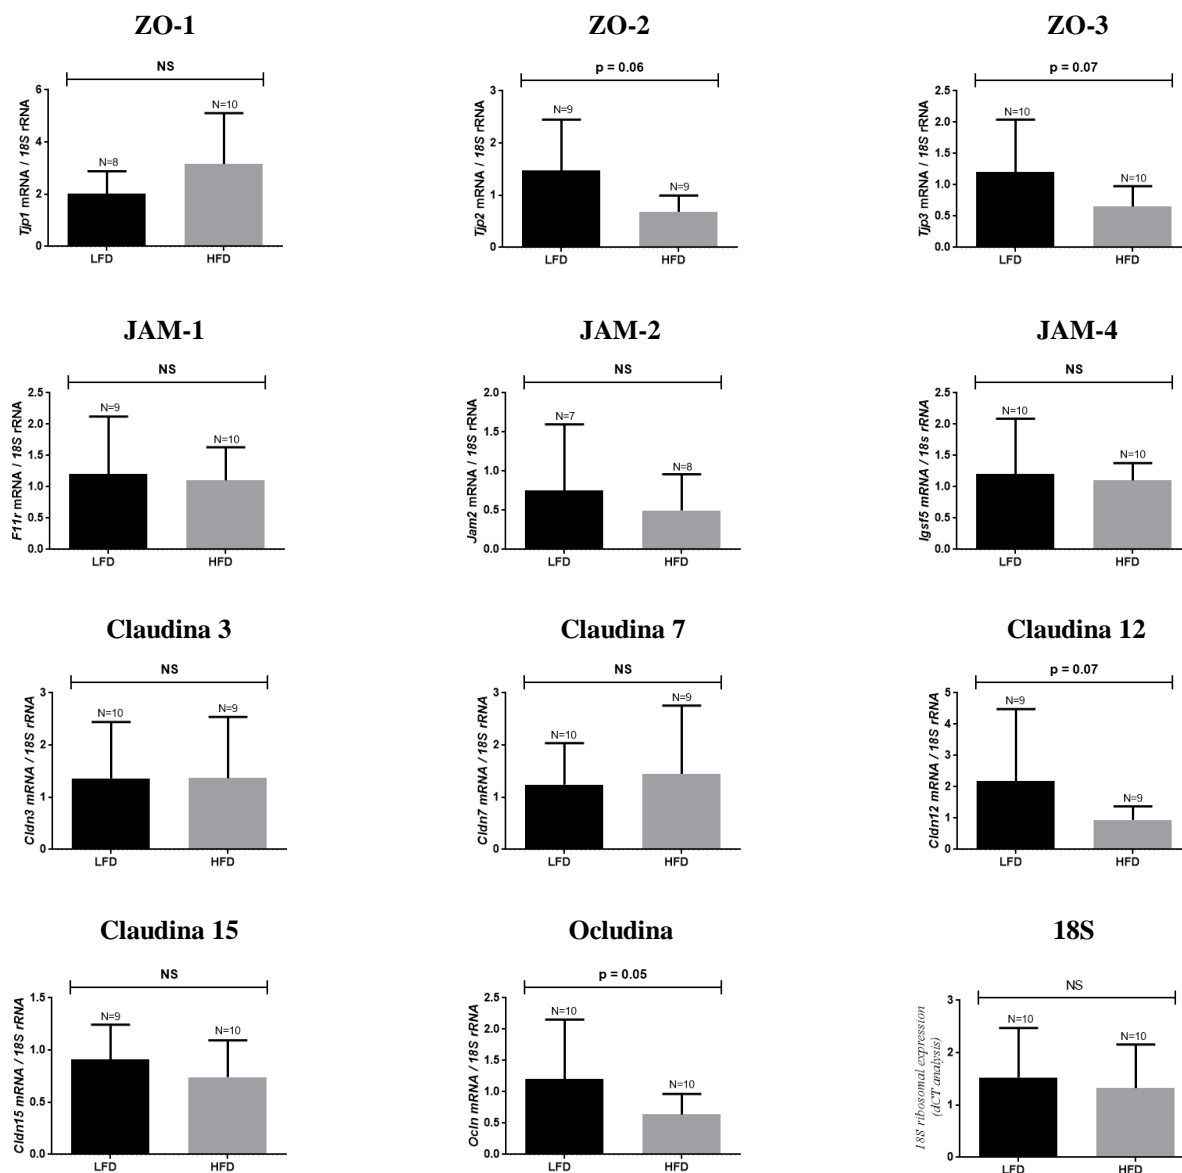 ZO-1
NS
Tjp1 mRNA / 18S rRNA
6
4
2
0
N=8
N=10
LFD
HFD
ZO-2
p = 0.06
Tjp2 mRNA / 18S rRNA
3
2
1
0
N=9
N=9
LFD
HFD
ZO-3
p = 0.07
Tjp3 mRNA / 18S rRNA
2.5
2.0
1.5
1.0
0.5
0.0
N=10
N=10
LFD
HFD
JAM-1
NS
F11r mRNA / 18S rRNA
2.5
2.0
1.5
1.0
0.5
0.0
N=9
N=10
LFD
HFD
JAM-2
NS
Jam2 mRNA / 18S rRNA
2.0
1.5
1.0
0.5
0.0
N=7
N=8
LFD
HFD
JAM-4
NS
Igsf5 mRNA / 18s rRNA
2.5
2.0
1.5
1.0
0.5
0.0
N=10
N=10
LFD
HFD
Claudina 3
NS
Cldn3 mRNA / 18S rRNA
3
2
1
0
N=10
N=9
LFD
HFD
Claudina 7
NS
Cldn7 mRNA / 18S rRNA
3
2
1
0
N=10
N=9
LFD
HFD
Claudina 12
p = 0.07
Cldn12 mRNA / 18S rRNA
5
4
3
2
1
0
N=9
N=9
LFD
HFD
Claudina 15
NS
Cldn15 mRNA / 18S rRNA
1.5
1.0
0.5
0.0
N=9
N=10
LFD
HFD
Ocludina
p = 0.05
Ocln mRNA / 18S rRNA
2.5
2.0
1.5
1.0
0.5
0.0
N=10
N=10
LFD
HFD
18S
NS
18S ribosomal expression
(dCT analysis)
3
2
1
0
N=10
N=10
LFD
HFD